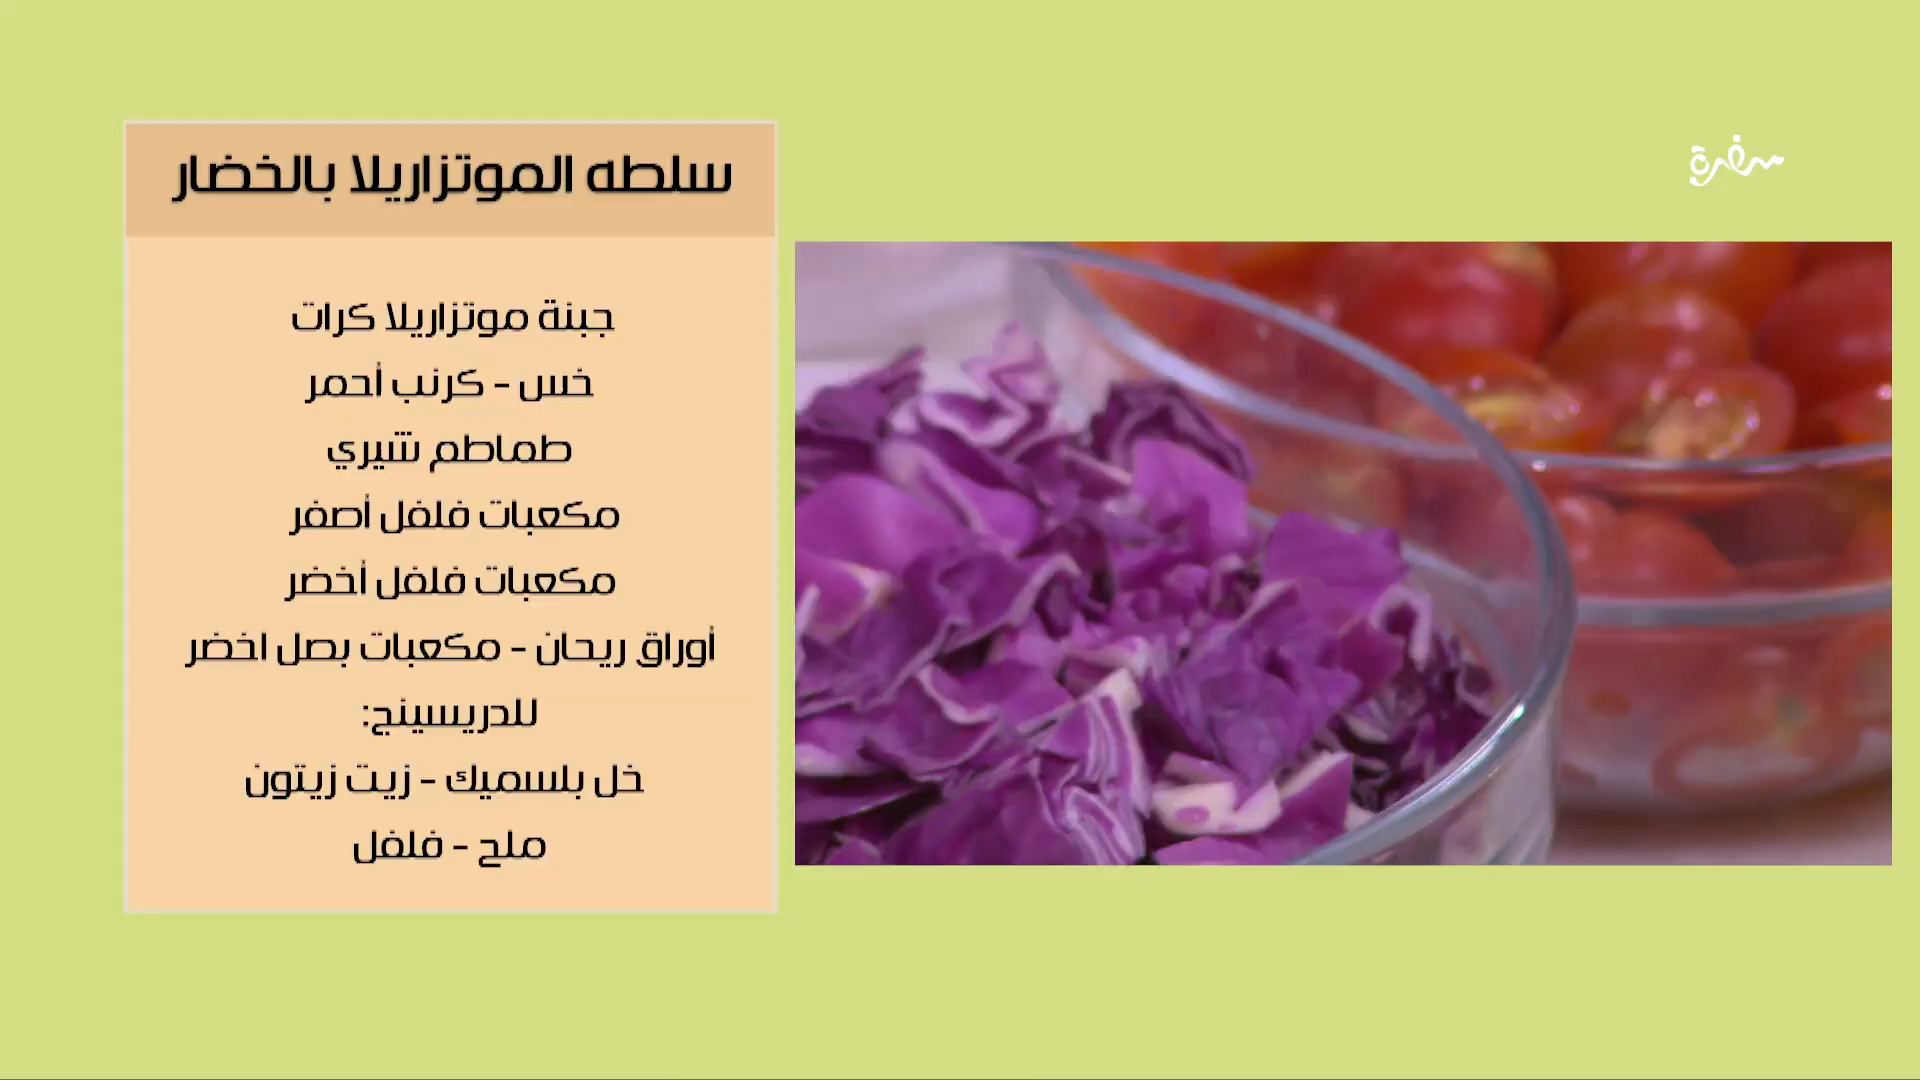 سلطه الموتزاريلا بالخضار
سفرة
جبنة موتزاريلا كرات
خس - كرنب أحمر
طماطم شيري
مكعبات فلفل أصفر
مكعبات فلفل أخضر
أوراق ريحان - مكعبات بصل اخضر
للدريسينج:
خل بلسميك - زيت زيتون
ملح - فلفل